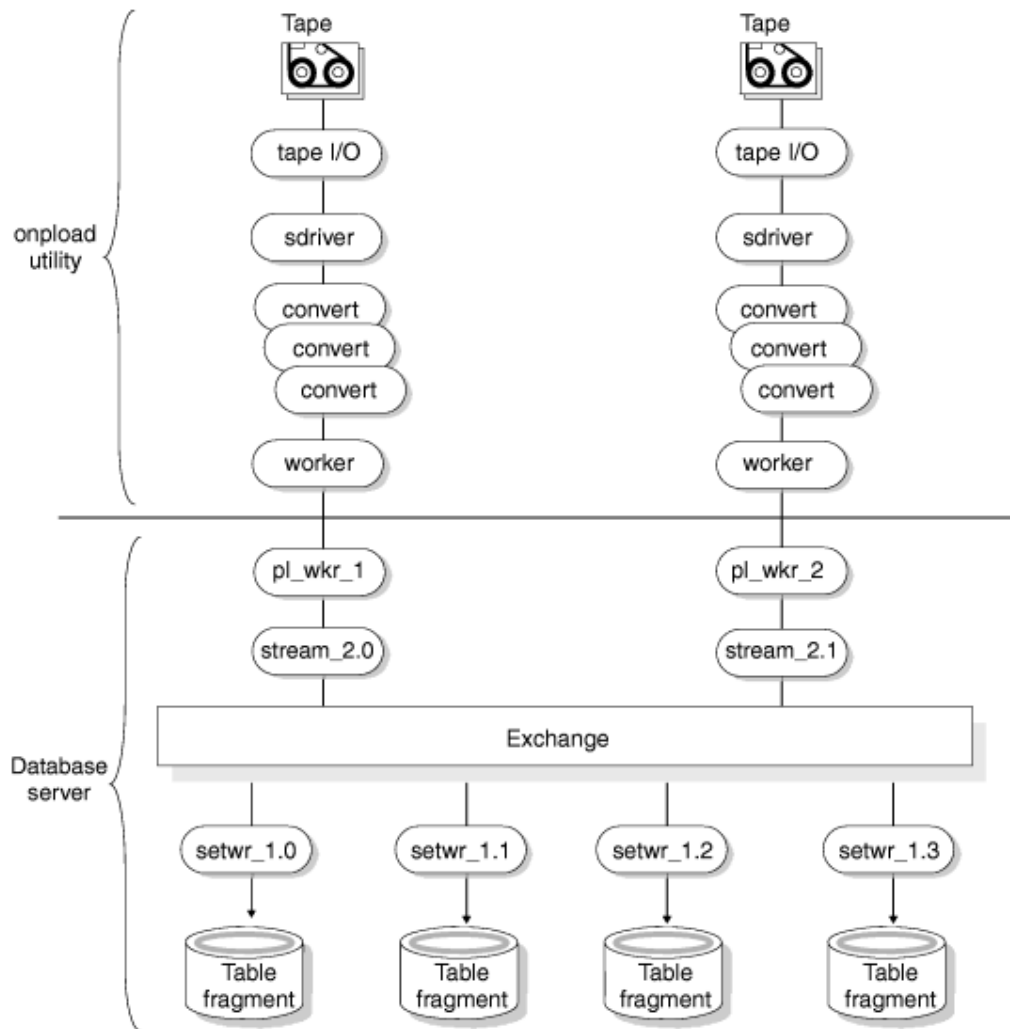 Tape
Tape
tape I/O
tape I/O
onpload
utility
sdriver
sdriver
convert
convert
convert
convert
convert
convert
worker
worker
pl_wkr_1
pl_wkr_2
stream_2.0
stream_2.1
Exchange
Database
server
setwr_1.0
setwr_1.1
setwr_1.2
setwr_1.3
Table
fragment
Table
fragment
Table
fragment
Table
fragment